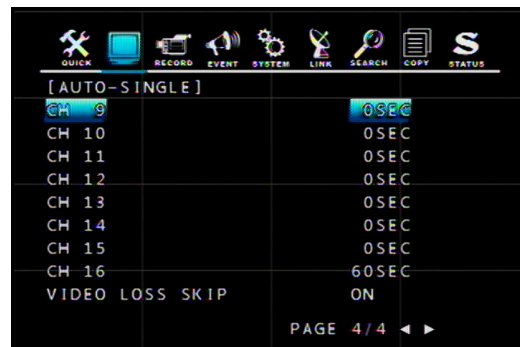 QUICK RECORD EVENT SYSTEM LINK SEARCH COPY STATUS
[AUTO-SINGLE]
CH 9 0SEC
CH 10 0SEC
CH 11 0SEC
CH 12 0SEC
CH 13 0SEC
CH 14 0SEC
CH 15 0SEC
CH 16 60SEC
VIDEO LOSS SKIP ON
PAGE 4/4 ◄ ►